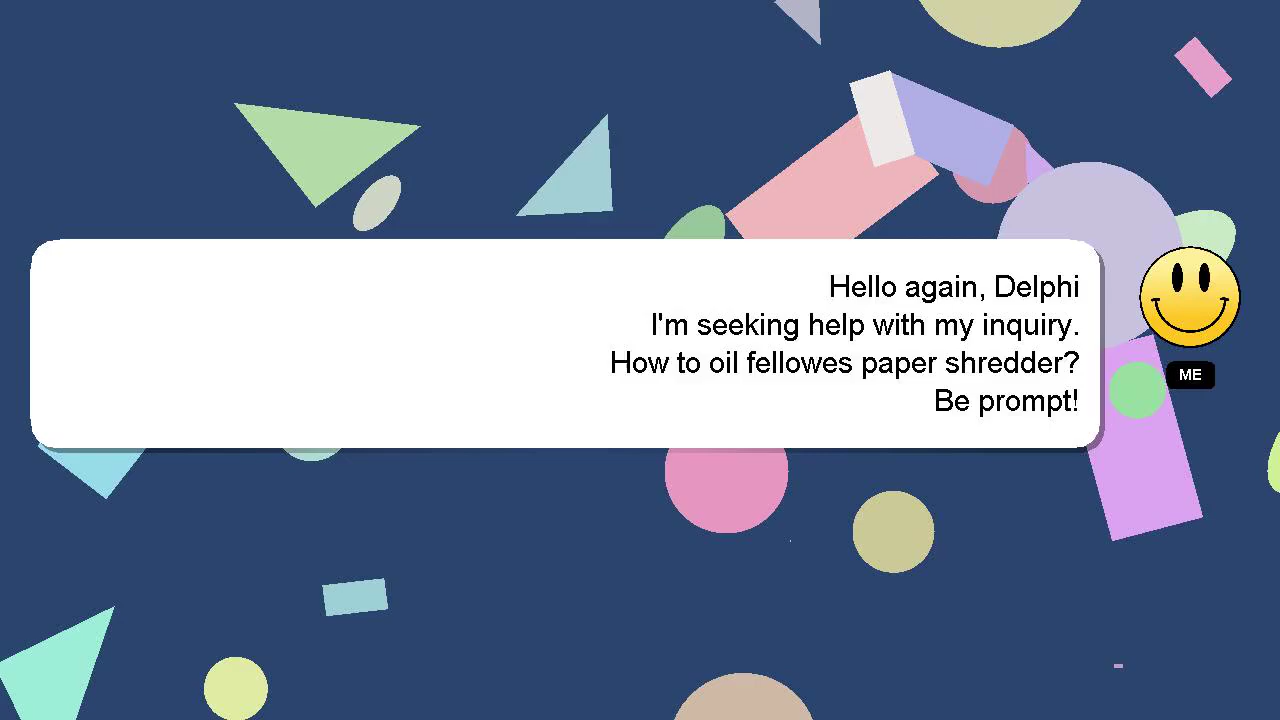 Hello again, Delphi
I'm seeking help with my inquiry.
How to oil fellowes paper shredder?
Be prompt!
ME